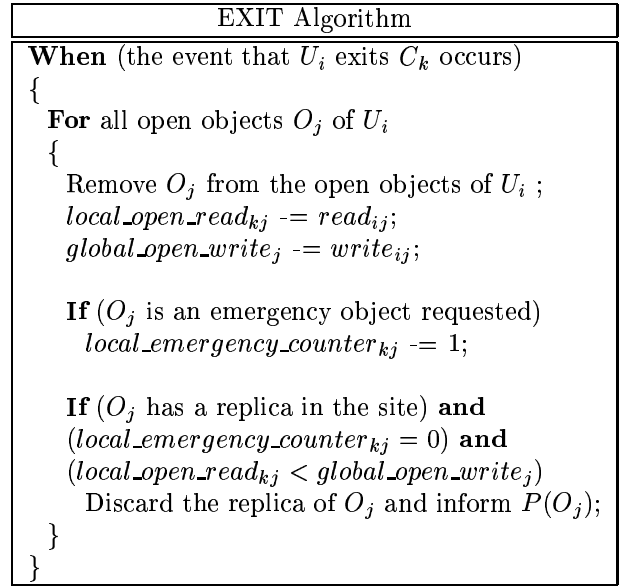 EXIT Algorithm
When (the event that U_i exits C_k occurs)
{
For all open objects O_j of U_i
{
Remove O_j from the open objects of U_i ;
local_open_read_kj -= read_ij;
global_open_write_j -= write_ij;
If (O_j is an emergency object requested)
local_emergency_counter_kj -= 1;
If (O_j has a replica in the site) and
(local_emergency_counter_kj = 0) and
(local_open_read_kj < global_open_write_j)
Discard the replica of O_j and inform P(O_j);
}
}